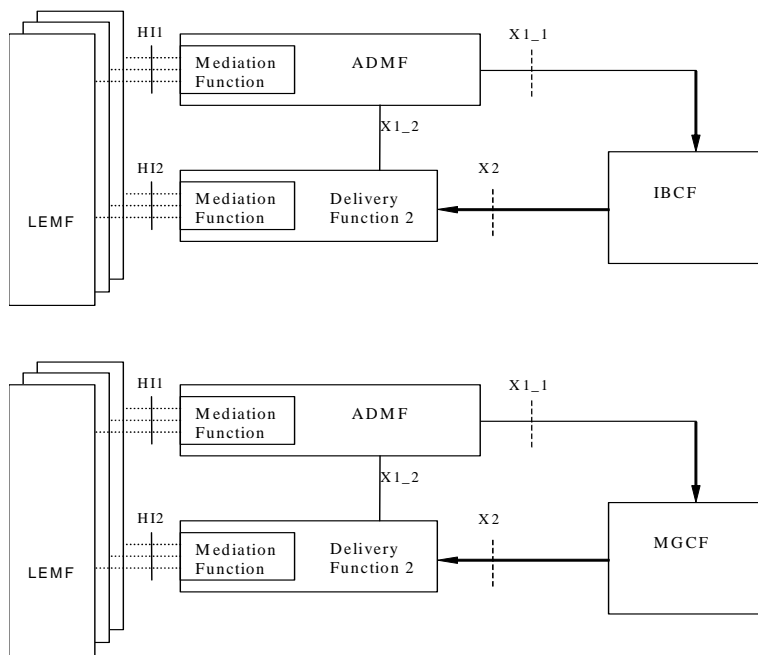 HI1
X1_1
Mediation
Function
ADMF
X1_2
HI2
X2
Mediation
Function
Delivery
Function 2
IBCF
LEMF
HI1
X1_1
Mediation
Function
ADMF
X1_2
HI2
X2
Mediation
Function
Delivery
Function 2
MGCF
LEMF